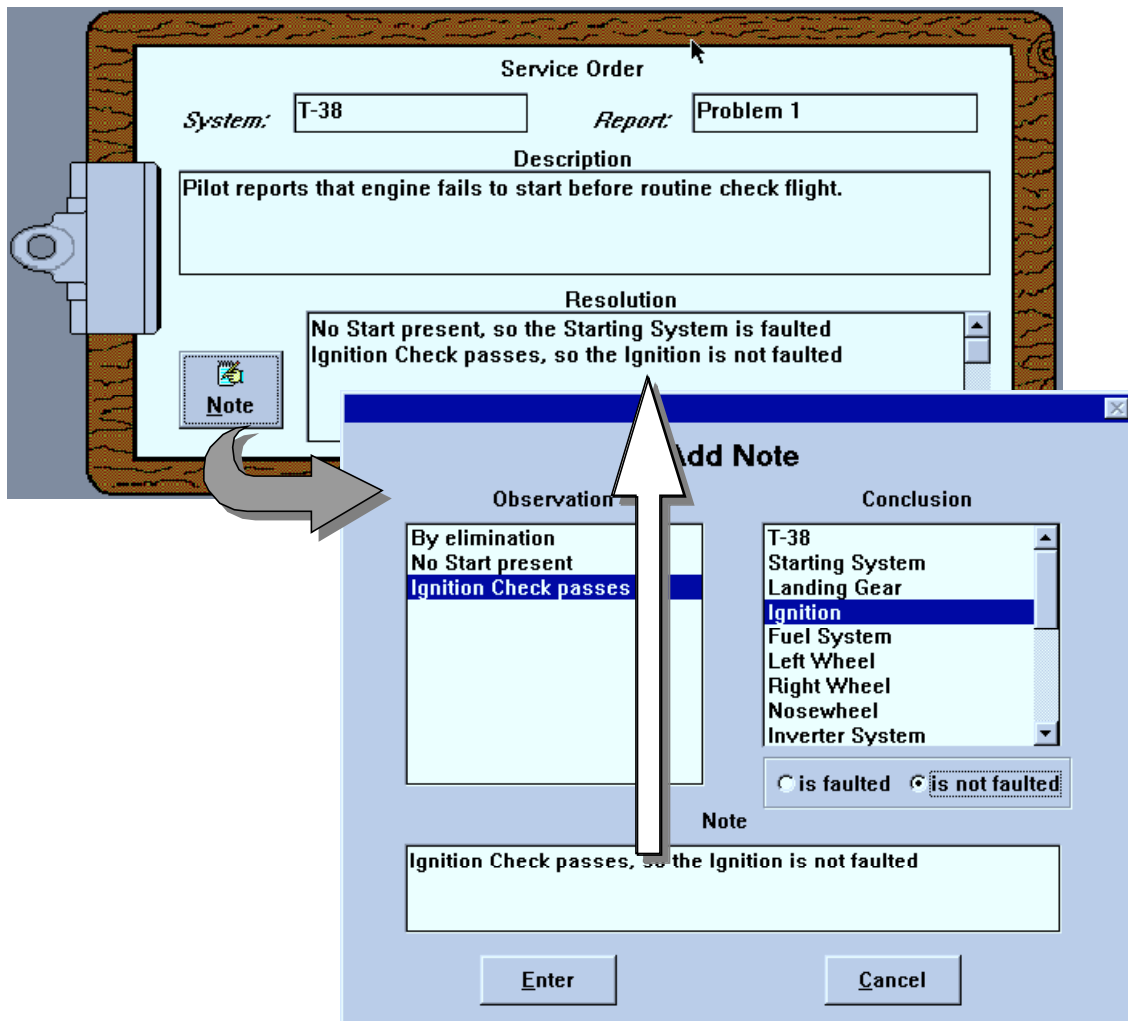 Service Order
System: T-38 Report: Problem 1
Description
Pilot reports that engine fails to start before routine check flight.
Resolution
No Start present, so the Starting System is faulted
Ignition Check passes, so the Ignition is not faulted
Note
Add Note
Observation
By elimination
No Start present
Ignition Check passes
Conclusion
T-38
Starting System
Landing Gear
Ignition
Fuel System
Left Wheel
Right Wheel
Nosewheel
Inverter System
is faulted is not faulted
Note
Ignition Check passes, so the Ignition is not faulted
Enter Cancel